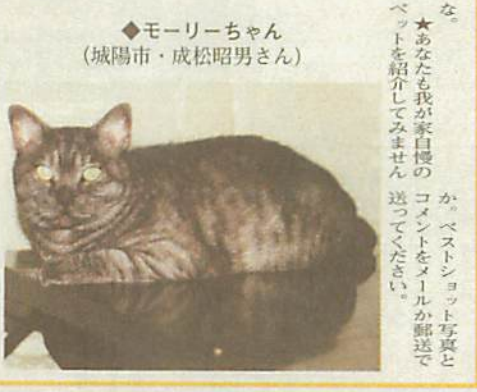 ◆モーリーちゃん
(城陽市・成松昭男さん)
な。
★あなたも我が家自慢の
ペットを紹介してみません
か。ベストショット写真と
コメントをメールか郵送で
送ってください。